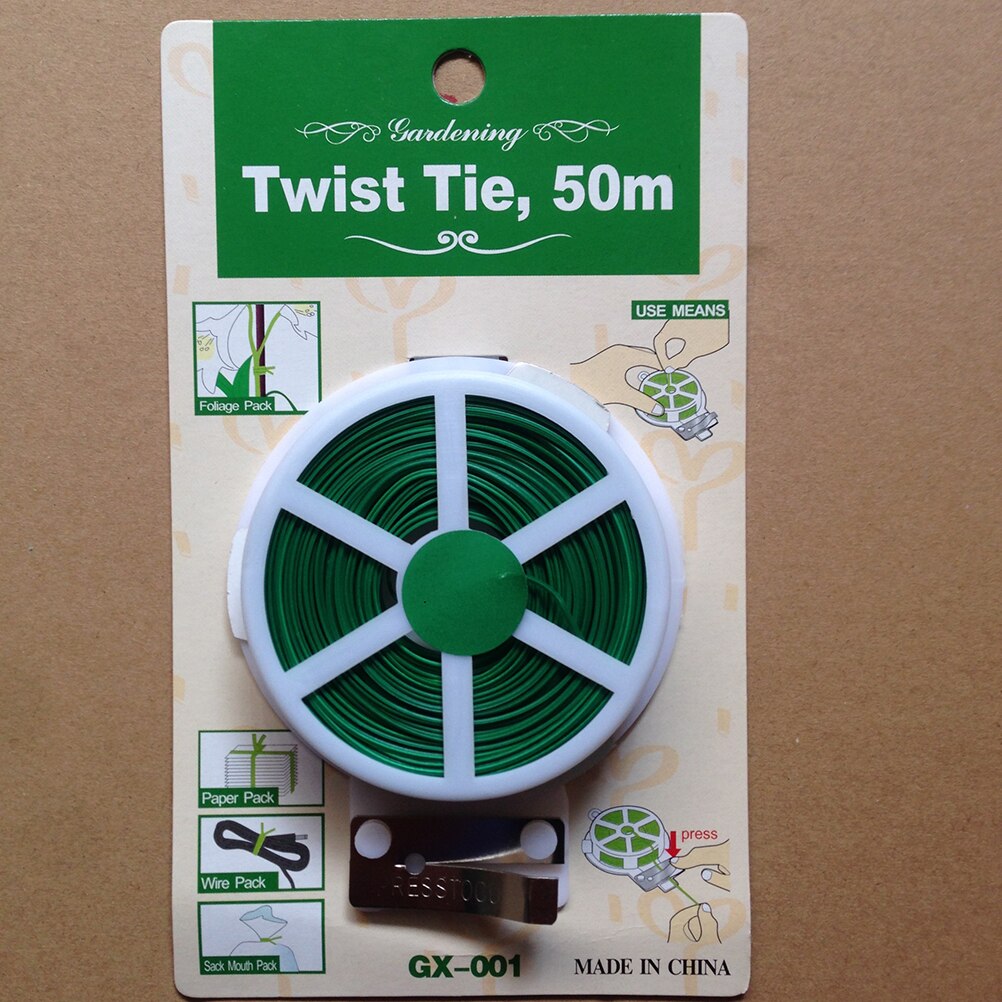 Gardening
Twist Tie, 50m
USE MEANS
Foliage Pack
Paper Pack
press
Wire Pack
Sack Mouth Pack
GX-001
MADE IN CHINA